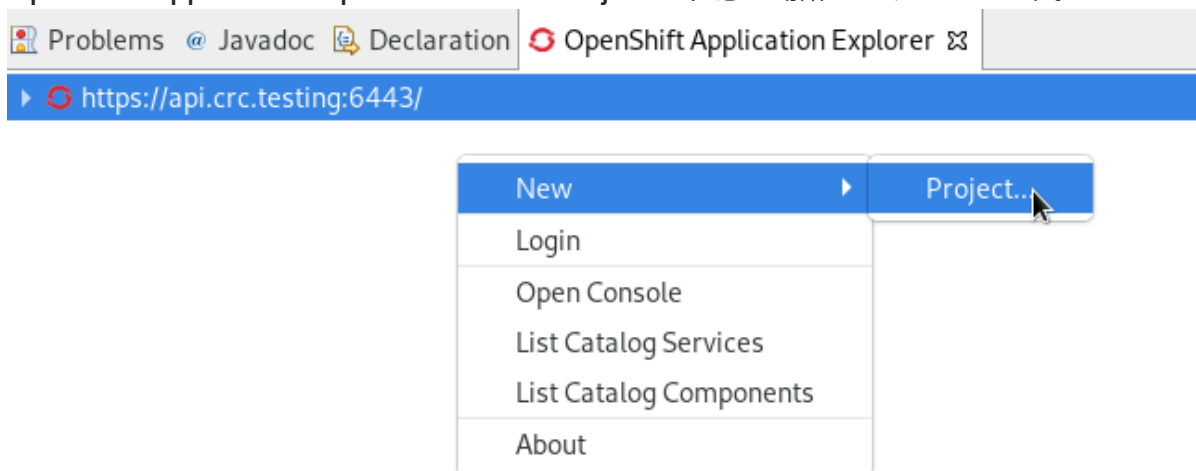 Problems @ Javadoc Declaration OpenShift Application Explorer
https://api.crc.testing:6443/
New Project...
Login
Open Console
List Catalog Services
List Catalog Components
About